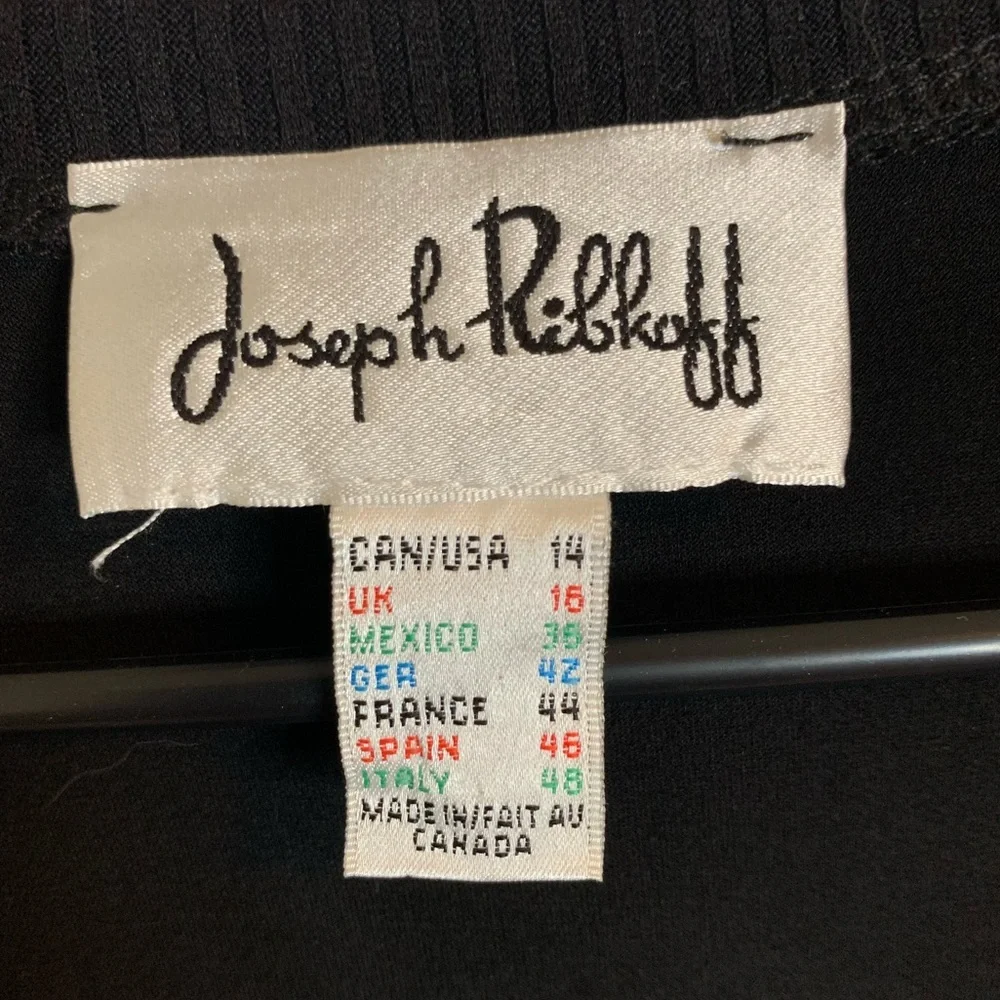 Joseph Ribkoff
CAN/USA 14
UK 16
MEXICO 36
GER 42
FRANCE 44
SPAIN 46
ITALY 48
MADE IN/FAIT AU
CANADA